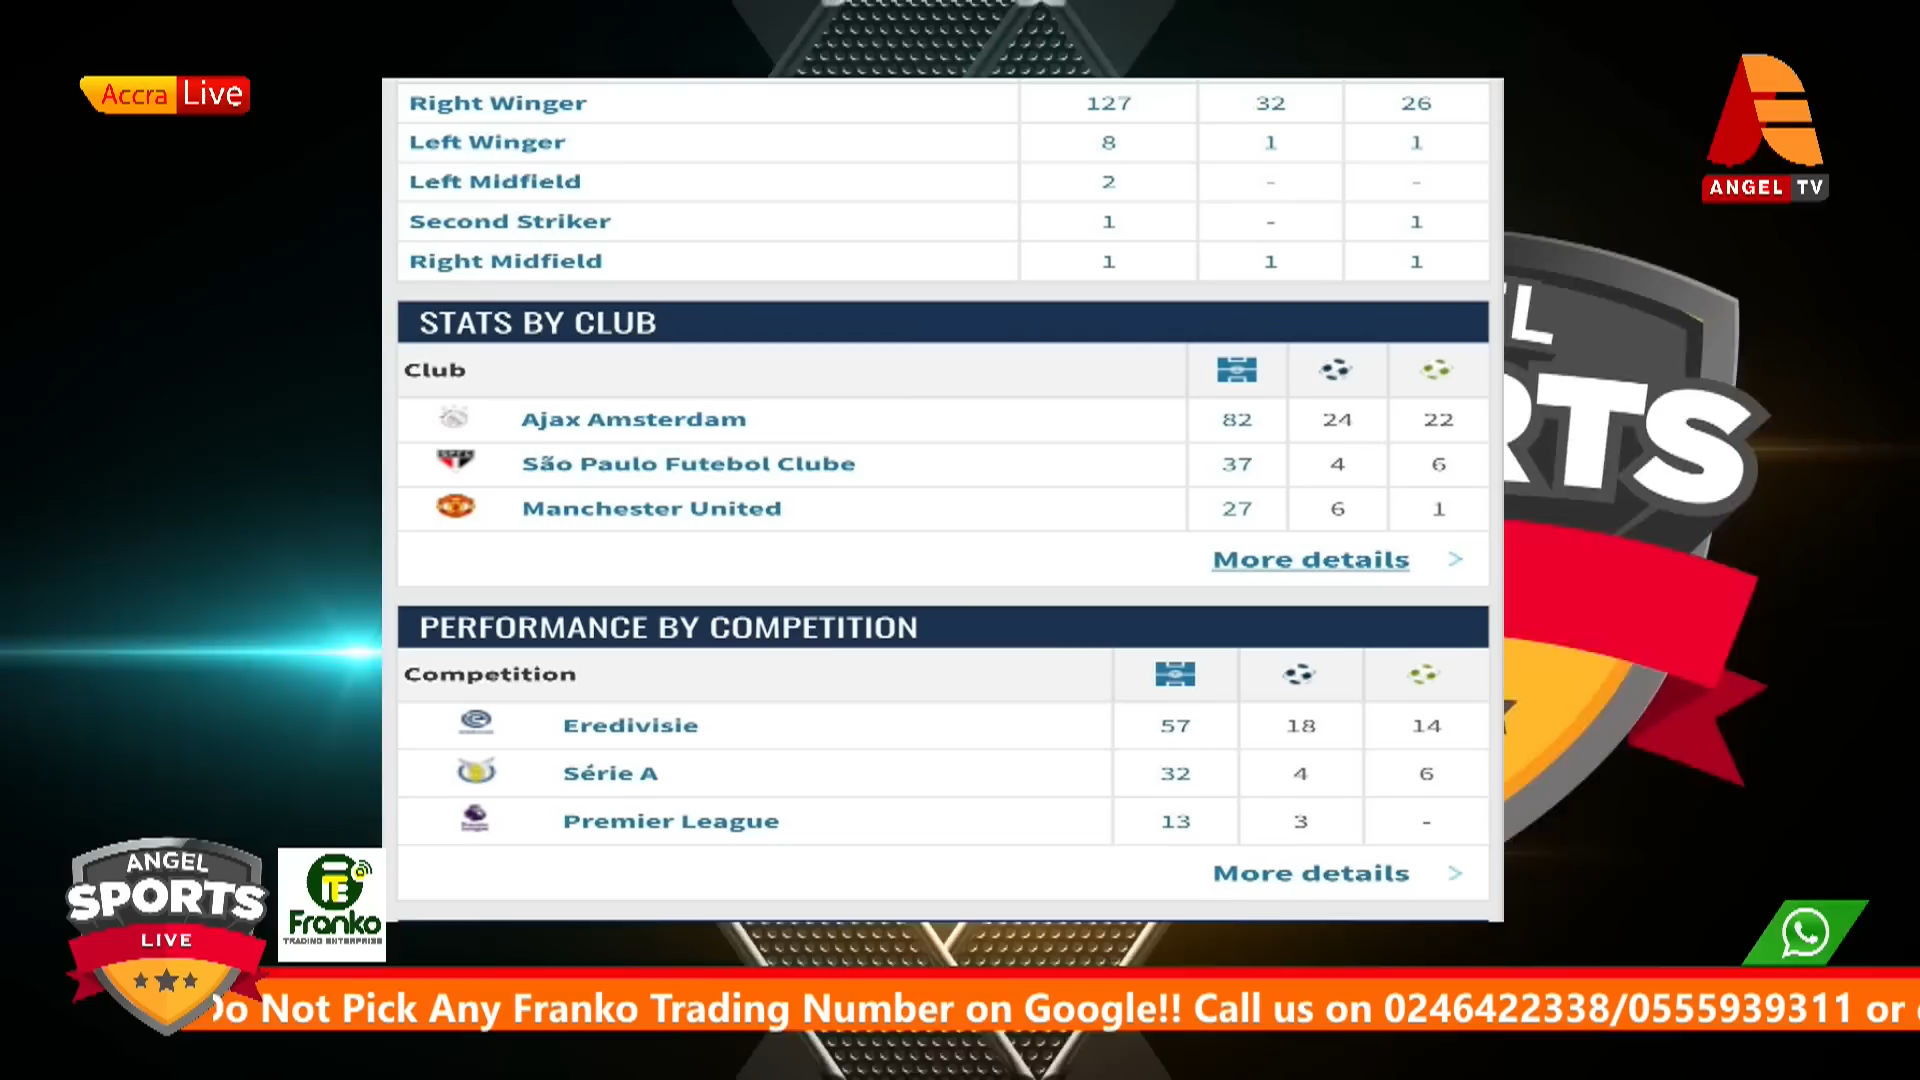 Accra Live
ANGEL TV
Right Winger 127 32 26
Left Winger 8 1 1
Left Midfield 2 - -
Second Striker 1 - 1
Right Midfield 1 1 1
STATS BY CLUB
Club
Ajax Amsterdam 82 24 22
São Paulo Futebol Clube 37 4 6
Manchester United 27 6 1
More details >
PERFORMANCE BY COMPETITION
Competition
Eredivisie 57 18 14
Série A 32 4 6
Premier League 13 3 -
More details >
EL
RTS
ANGEL
SPORTS
LIVE
Franko
TRADING ENTERPRISE
Do Not Pick Any Franko Trading Number on Google!! Call us on 0246422338/0555939311 or